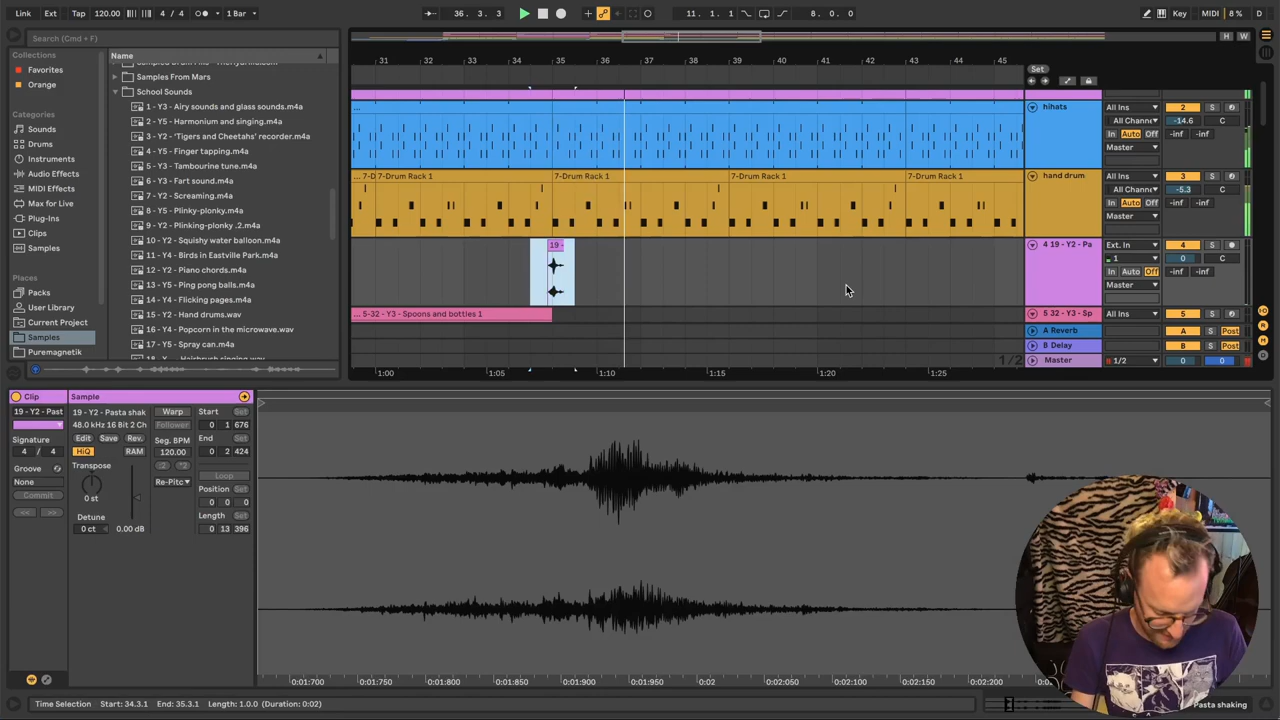 Link Ext Tap 120.00 4 / 4 1 Bar 36. 3. 3 11. 1. 1 8. 0. 0 Key MIDI 8 % D
Search (Cmd + F)
H W
Collections
Favorites
Orange
Categories
Sounds
Drums
Instruments
Audio Effects
MIDI Effects
Max for Live
Plug-Ins
Clips
Samples
Places
Packs
User Library
Current Project
Samples
Puremagnetik
Name
Samples From Mars
School Sounds
1 - Y3 - Airy sounds and glass sounds.m4a
2 - Y5 - Harmonium and singing.m4a
3 - Y2 - 'Tigers and Cheetahs' recorder.m4a
4 - Y5 - Finger tapping.m4a
5 - Y3 - Tambourine tune.m4a
6 - Y3 - Fart sound.m4a
7 - Y2 - Screaming.m4a
8 - Y5 - Plinky-plonky.m4a
9 - Y2 - Plinking-plonky .2.m4a
10 - Y2 - Squishy water balloon.m4a
11 - Y4 - Birds in Eastville Park.m4a
12 - Y2 - Piano chords.m4a
13 - Y5 - Ping pong balls.m4a
14 - Y4 - Flicking pages.m4a
15 - Y2 - Hand drums.wav
16 - Y4 - Popcorn in the microwave.wav
17 - Y5 - Spray can.m4a
31 32 33 34 35 36 37 38 39 40 41 42 43 44 45
Set
...
hihats All Ins 2 S
All Channe -14.6 C
In Auto Off -inf -inf
Master
... 7-D 7-Drum Rack 1 7-Drum Rack 1 7-Drum Rack 1 7-Drum Rack 1
hand drum All Ins 3 S
All Channe -5.3 C
In Auto Off -inf -inf
Master
19 -
4 19 - Y2 - Pa Ext. In 4 S
1 0 C
In Auto Off -inf -inf
Master
... 5-32 - Y3 - Spoons and bottles 1
5 32 - Y3 - Sp All Ins 5 S
A Reverb A S Post
B Delay B S Post
1/2
Master 1/2 0 0
1:00 1:05 1:10 1:15 1:20 1:25
Clip
19 - Y2 - Past
Signature
4 / 4
Groove
None
Commit
<< >>
Sample
19 - Y2 - Pasta shak
48.0 kHz 16 Bit 2 Ch
Edit Save Rev.
HiQ RAM
Transpose
0 st
Detune
0 ct 0.00 dB
Warp
Follower
Seg. BPM
120.00
:2 *2
Re-Pitc
Start Set
0 1 676
End Set
0 2 424
Loop
Position Set
0 0 0
Length Set
0 13 396
0:01:700 0:01:750 0:01:800 0:01:850 0:01:900 0:01:950 0:02 0:02:050 0:02:100 0:02:150 0:02:200
Time Selection Start: 34.3.1 End: 35.3.1 Length: 1.0.0 (Duration: 0:02)
Pasta shaking